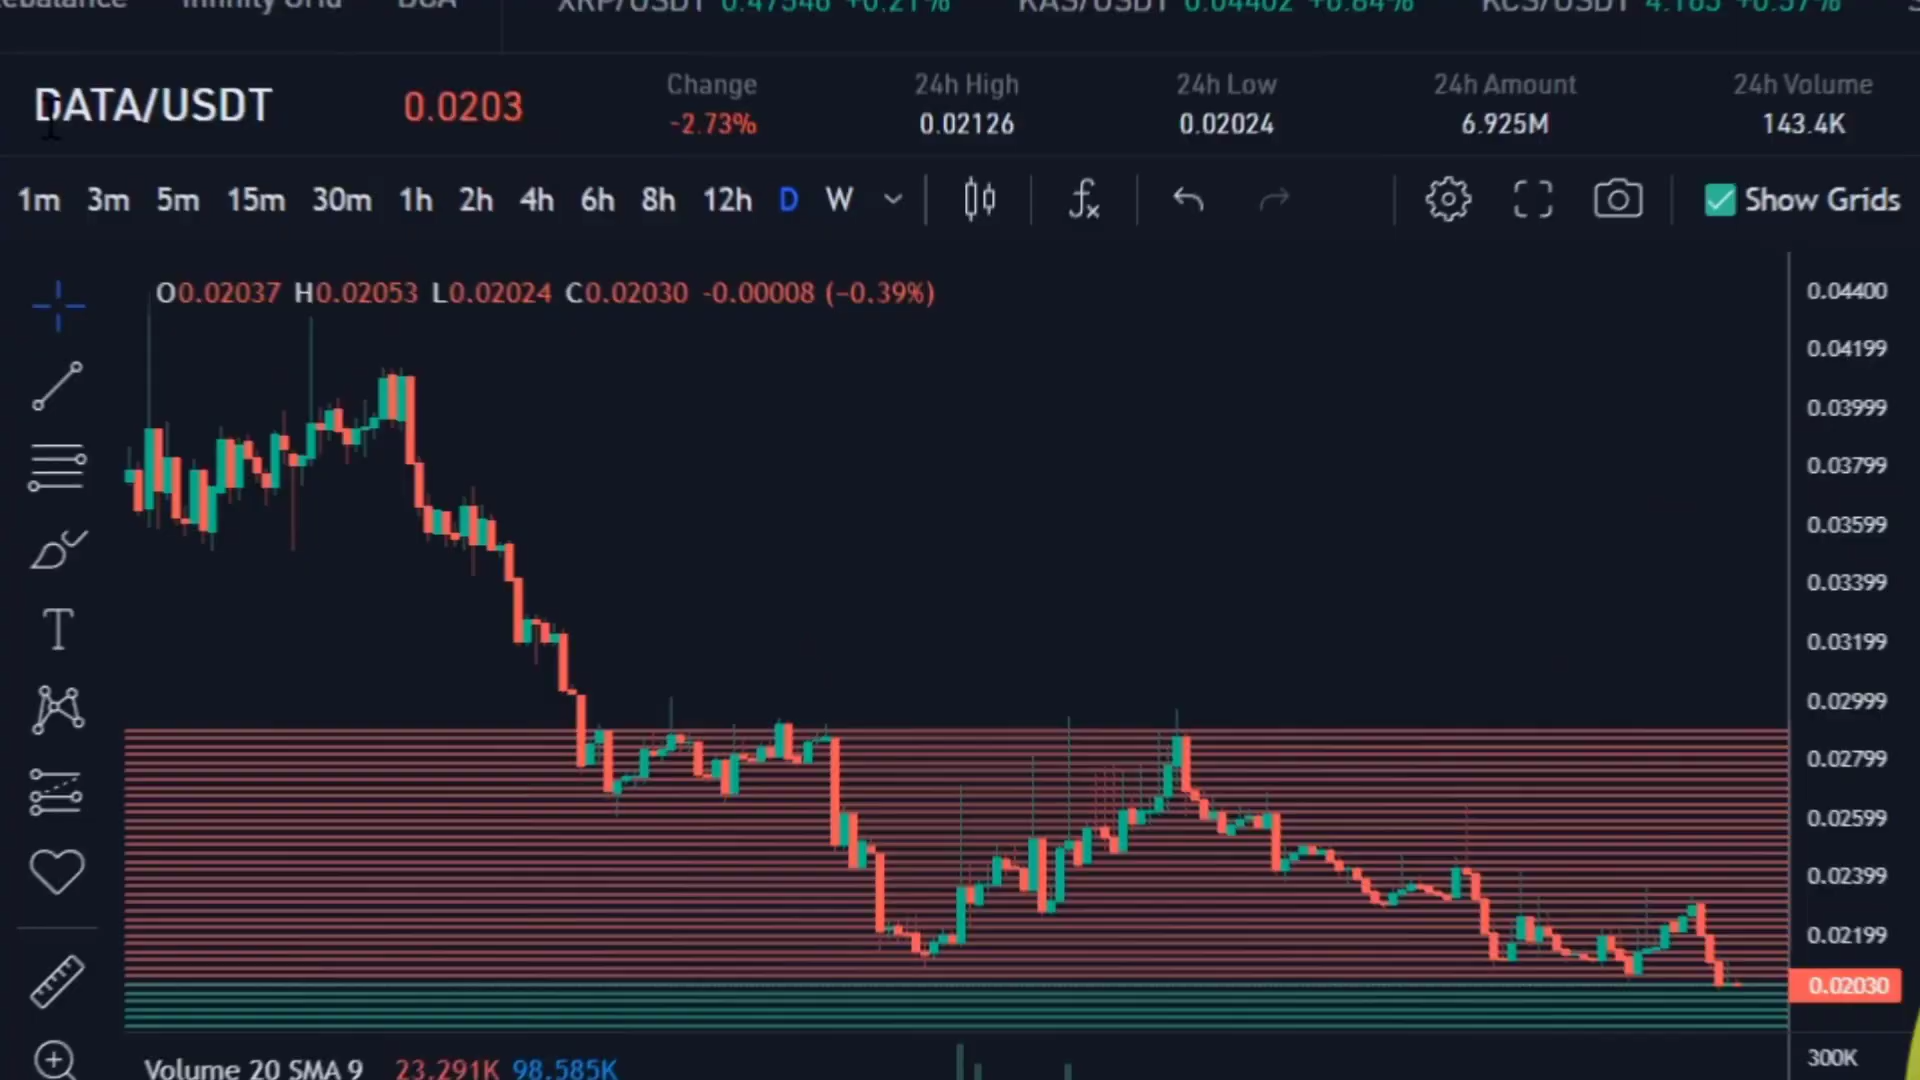 XRP/USDT 0.47548 +0.21% KAS/USDT 0.04402 +6.84% KCS/USDT
Infinity Grid DCA
DATA/USDT 0.0203 Change -2.73% 24h High 0.02126 24h Low 0.02024 24h Amount 6.925M 24h Volume 143.4K
1m 3m 5m 15m 30m 1h 2h 4h 6h 8h 12h D W Show Grids
O0.02037 H0.02053 L0.02024 C0.02030 -0.00008 (-0.39%)
0.04400
0.04199
0.03999
0.03799
0.03599
0.03399
0.03199
0.02999
0.02799
0.02599
0.02399
0.02199
0.02030
Volume 20 SMA 9 23.291K 98.585K
300K